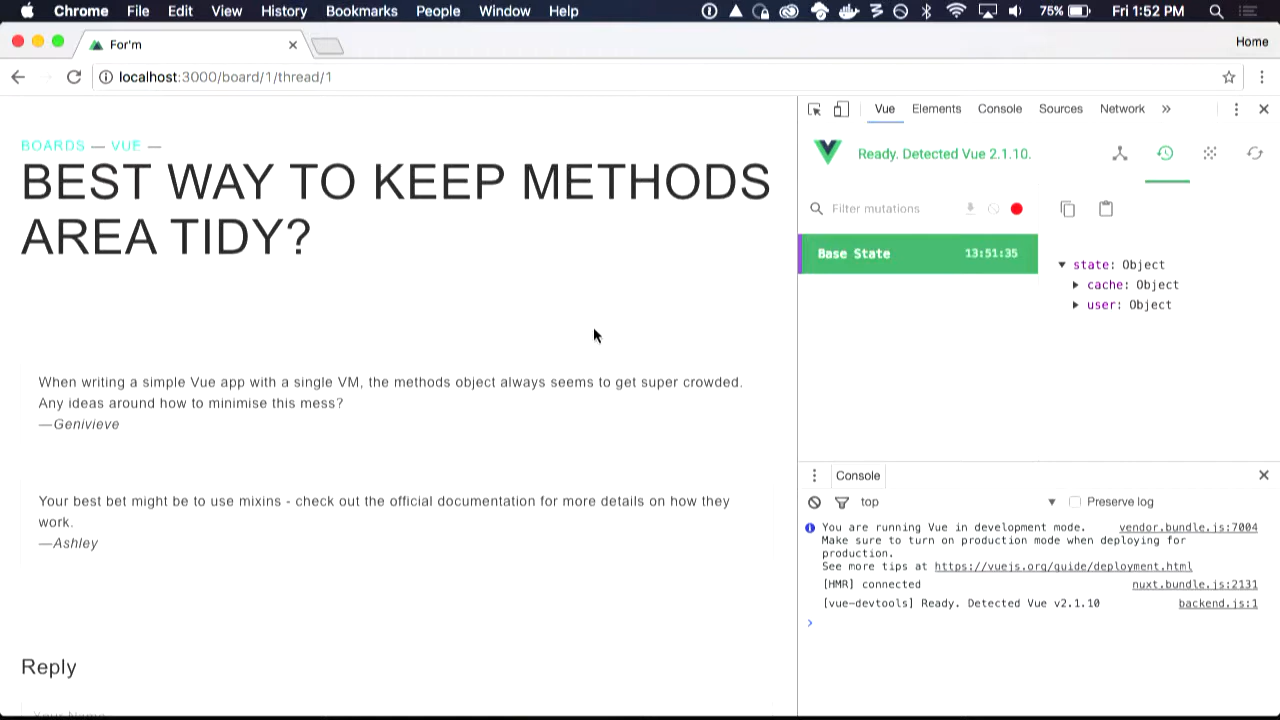 Chrome File Edit View History Bookmarks People Window Help 75% Fri 1:52 PM
For'm
Home
localhost:3000/board/1/thread/1
BOARDS — VUE —
BEST WAY TO KEEP METHODS
AREA TIDY?
When writing a simple Vue app with a single VM, the methods object always seems to get super crowded.
Any ideas around how to minimise this mess?
—Genivieve
Your best bet might be to use mixins - check out the official documentation for more details on how they
work.
—Ashley
Reply
Your Name
Vue Elements Console Sources Network »
Ready. Detected Vue 2.1.10.
Filter mutations
Base State 13:51:35
state: Object
cache: Object
user: Object
Console
top Preserve log
You are running Vue in development mode. vendor.bundle.js:7004
Make sure to turn on production mode when deploying for
production.
See more tips at https://vuejs.org/guide/deployment.html
[HMR] connected nuxt.bundle.js:2131
[vue-devtools] Ready. Detected Vue v2.1.10 backend.js:1
>